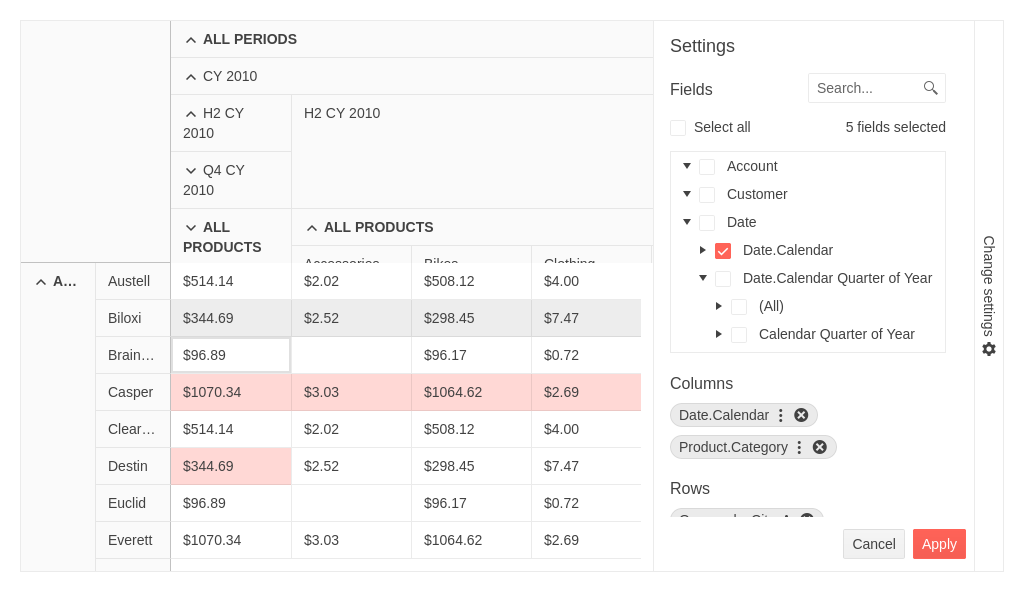 ALL PERIODS
CY 2010
H2 CY
2010
H2 CY 2010
Q4 CY
2010
ALL
PRODUCTS
ALL PRODUCTS
Accessories
Bikes
Clothing
A...
Austell
$514.14
$2.02
$508.12
$4.00
Biloxi
$344.69
$2.52
$298.45
$7.47
Brain...
$96.89
$96.17
$0.72
Casper
$1070.34
$3.03
$1064.62
$2.69
Clear...
$514.14
$2.02
$508.12
$4.00
Destin
$344.69
$2.52
$298.45
$7.47
Euclid
$96.89
$96.17
$0.72
Everett
$1070.34
$3.03
$1064.62
$2.69
Settings
Fields
Search...
Select all
5 fields selected
Account
Customer
Date
Date.Calendar
Date.Calendar Quarter of Year
(All)
Calendar Quarter of Year
Columns
Date.Calendar
Product.Category
Rows
Cancel
Apply
Change settings